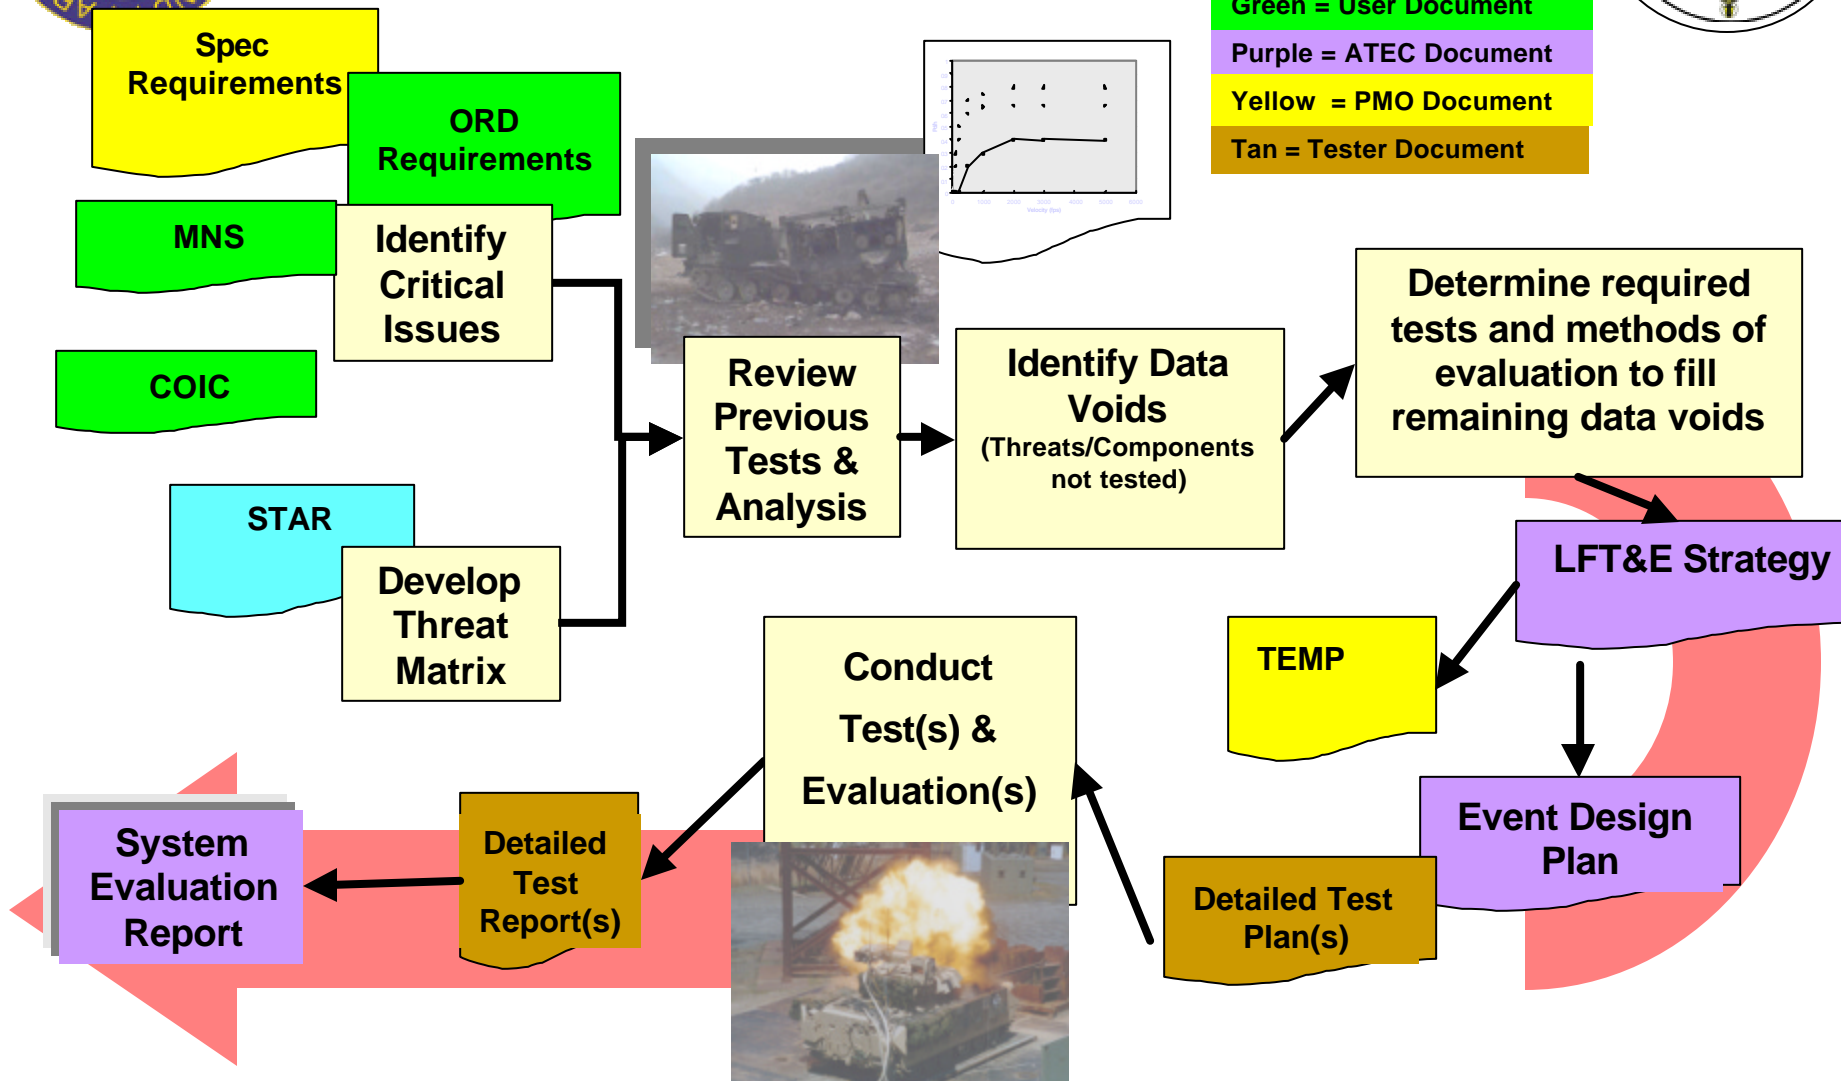 Green = User Document
Purple = ATEC Document
Yellow = PMO Document
Tan = Tester Document
Spec
Requirements
ORD
Requirements
MNS
Identify
Critical
Issues
COIC
STAR
Develop
Threat
Matrix
Review
Previous
Tests &
Analysis
Identify Data
Voids
(Threats/Components
not tested)
Determine required
tests and methods of
evaluation to fill
remaining data voids
LFT&E Strategy
TEMP
Event Design
Plan
Detailed Test
Plan(s)
Conduct
Test(s) &
Evaluation(s)
Detailed
Test
Report(s)
System
Evaluation
Report